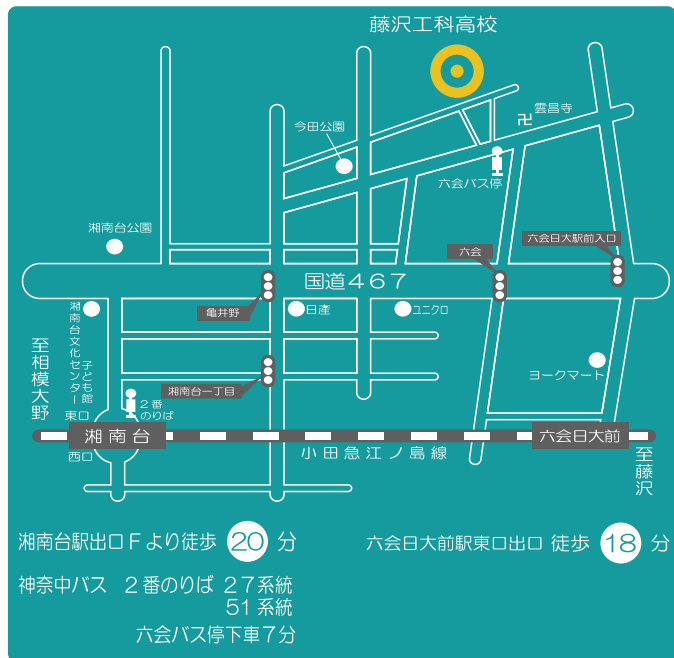 藤沢工科高校
卍 雲昌寺
今田公園
六会バス停
湘南台公園
六会
六会日大駅前入口
国道467
亀井野
日産
ユニクロ
湘南台文化センター
子ども館
至相模大野
湘南台一丁目
ヨークマート
2番
のりば
東口
湘南台
六会日大前
西口
小田急江ノ島線
至藤沢
湘南台駅出口Fより徒歩 20 分
六会日大前駅東口出口 徒歩 18 分
神奈中バス 2番のりば 27系統
51系統
六会バス停下車7分